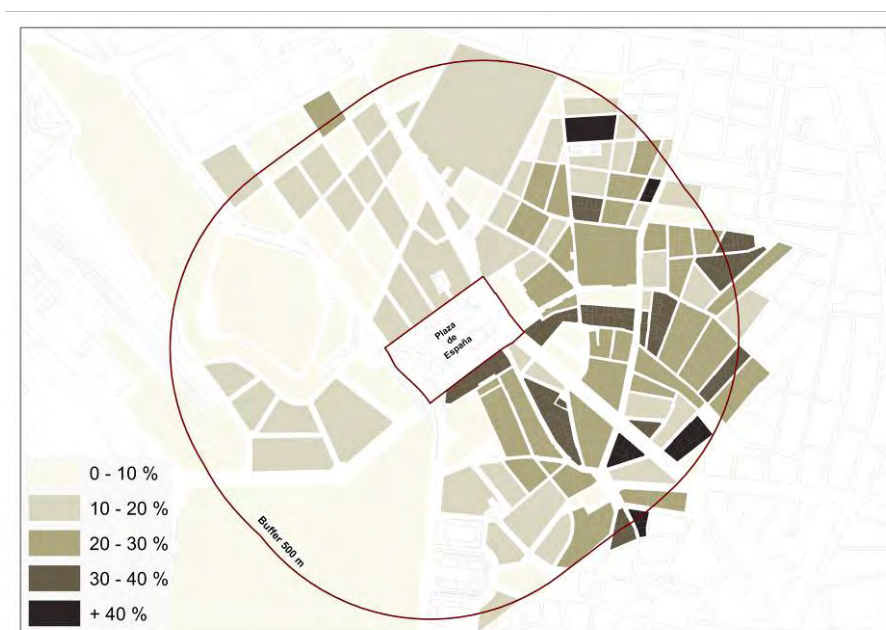 Plaza
de
España
0 - 10 %
10 - 20 %
20 - 30 %
30 - 40 %
+ 40 %
Buffer 500 m